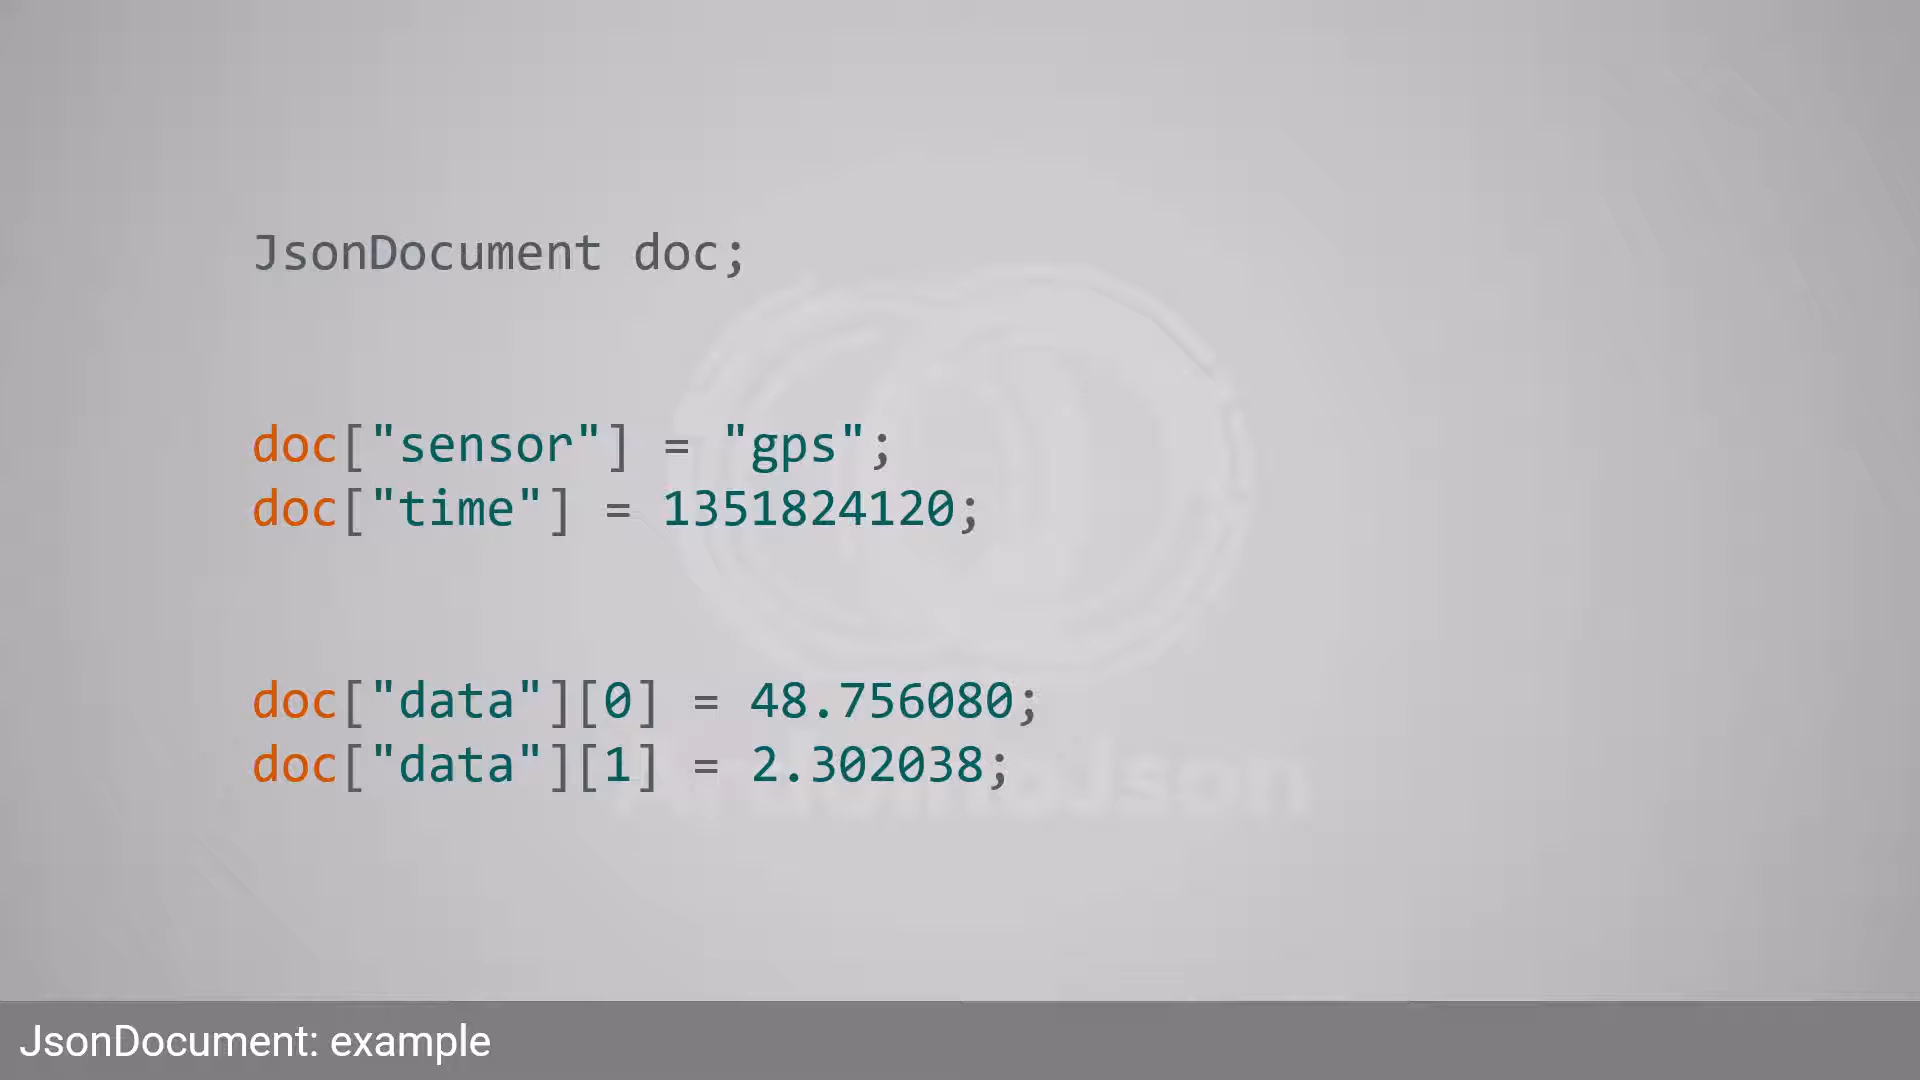 JsonDocument doc;
doc["sensor"] = "gps";
doc["time"] = 1351824120;
doc["data"][0] = 48.756080;
doc["data"][1] = 2.302038;
ArduinoJson
JsonDocument: example